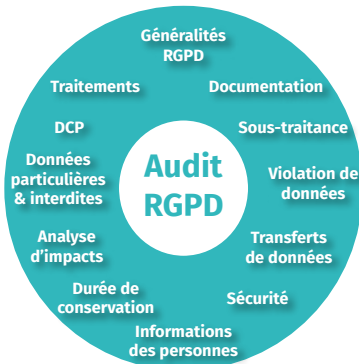 Généralités
RGPD
Traitements
Documentation
DCP
Sous-traitance
Données
particulières
& interdites
Audit
RGPD
Violation de
données
Analyse
d'impacts
Transferts
de données
Durée de
conservation
Sécurité
Informations
des personnes